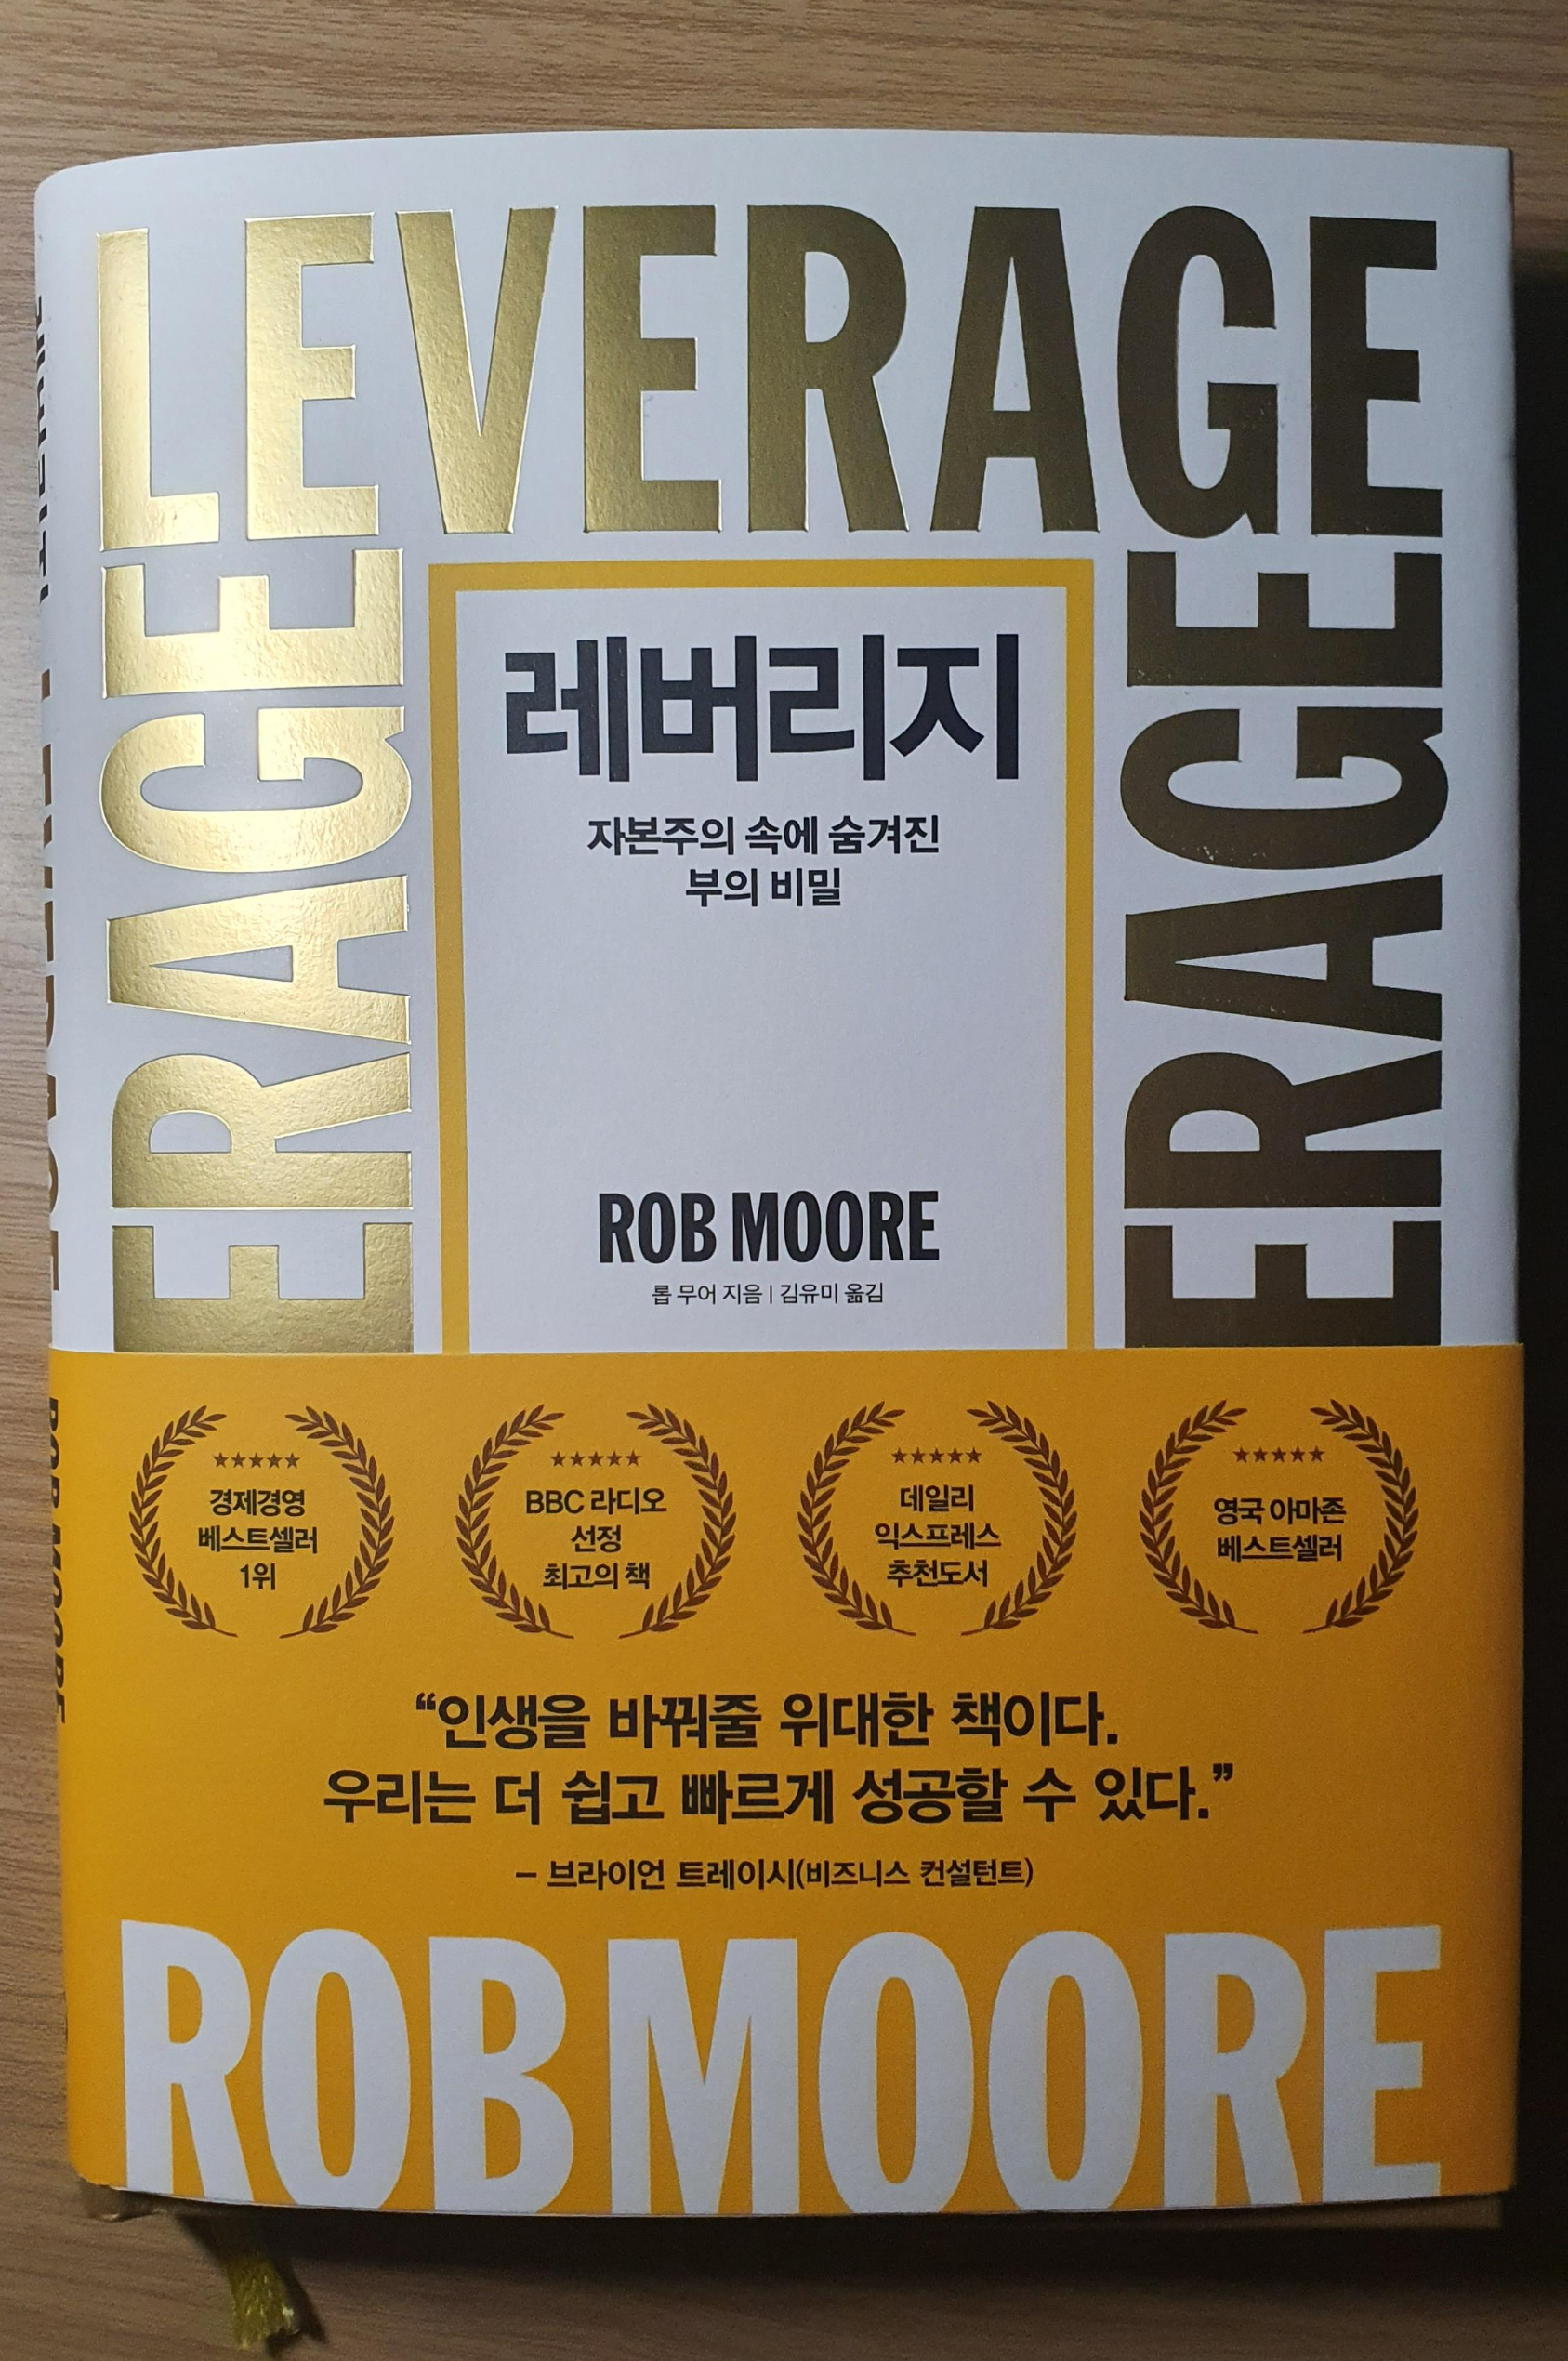 LEVERAGE
ERAGE
ERAGE
레버리지
자본주의 속에 숨겨진
부의 비밀
ROB MOORE
롭 무어 지음 | 김유미 옮김
★★★★★
경제경영
베스트셀러
1위
★★★★★
BBC 라디오
선정
최고의 책
★★★★★
데일리
익스프레스
추천도서
★★★★★
영국 아마존
베스트셀러
“인생을 바꿔줄 위대한 책이다.
우리는 더 쉽고 빠르게 성공할 수 있다.”
– 브라이언 트레이시(비즈니스 컨설턴트)
ROB MOORE
LEVERAGE
ROB MOORE